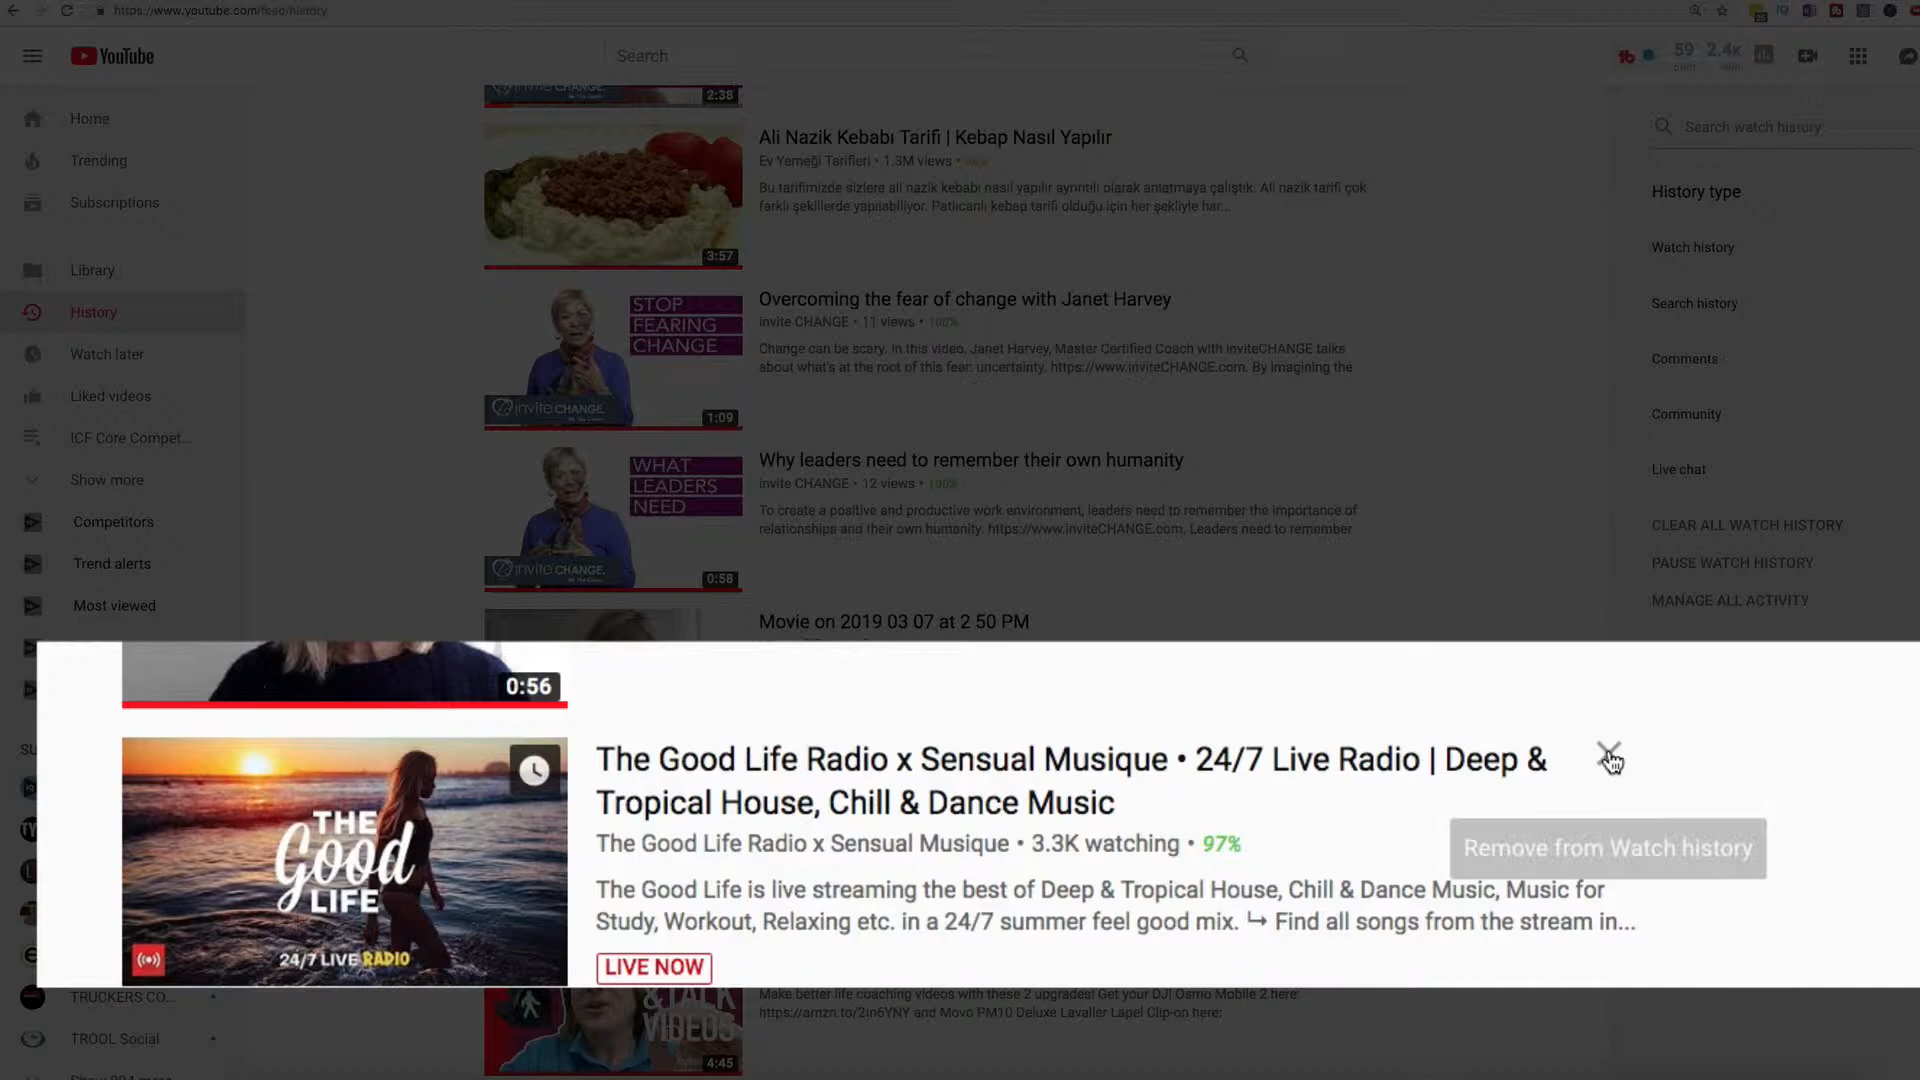 https://www.youtube.com/feed/history
YouTube
Search
59
2.4K
Home
Trending
Subscriptions
Library
History
Watch later
Liked videos
ICF Core Compet...
Show more
Competitors
Trend alerts
Most viewed
TRUCKERS CO...
TROOL Social
invite CHANGE.
2:38
Ali Nazik Kebabı Tarifi | Kebap Nasıl Yapılır
Ev Yemeği Tarifleri • 1.3M views •
Bu tarifimizde sizlere ali nazik kebabı nasıl yapılır ayrıntılı olarak anlatmaya çalıştık. Ali nazik tarifi çok
farklı şekillerde yapılabiliyor. Patlıcanlı kebap tarifi olduğu için her şekliyle har...
3:57
STOP
FEARING
CHANGE
invite CHANGE.
1:09
Overcoming the fear of change with Janet Harvey
invite CHANGE • 11 views • 100%
Change can be scary. In this video, Janet Harvey, Master Certified Coach with inviteCHANGE talks
about what's at the root of this fear: uncertainty. https://www.inviteCHANGE.com. By imagining the
WHAT
LEADERS
NEED
invite CHANGE.
0:58
Why leaders need to remember their own humanity
invite CHANGE • 12 views • 100%
To create a positive and productive work environment, leaders need to remember the importance of
relationships and their own humanity. https://www.inviteCHANGE.com. Leaders need to remember
Movie on 2019 03 07 at 2 50 PM
0:56
THE
Good
LIFE
24/7 LIVE RADIO
The Good Life Radio x Sensual Musique • 24/7 Live Radio | Deep &
Tropical House, Chill & Dance Music
The Good Life Radio x Sensual Musique • 3.3K watching • 97%
Remove from Watch history
The Good Life is live streaming the best of Deep & Tropical House, Chill & Dance Music, Music for
Study, Workout, Relaxing etc. in a 24/7 summer feel good mix. ↪ Find all songs from the stream in...
LIVE NOW
& TALK
VIDEOS
4:45
Make better life coaching videos with these 2 upgrades! Get your DJI Osmo Mobile 2 here:
https://amzn.to/2in6YNY and Movo PM10 Deluxe Lavalier Lapel Clip-on here:
Search watch history
History type
Watch history
Search history
Comments
Community
Live chat
CLEAR ALL WATCH HISTORY
PAUSE WATCH HISTORY
MANAGE ALL ACTIVITY